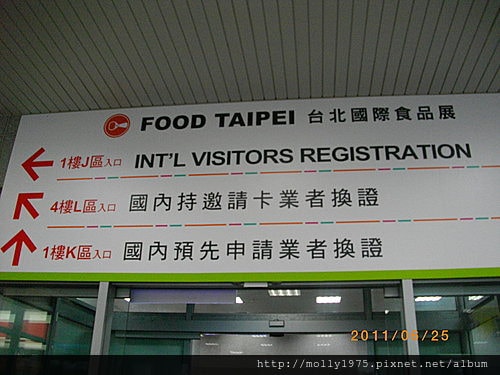 FOOD TAIPEI 台北國際食品展
1樓J區入口 INT'L VISITORS REGISTRATION
4樓L區入口 國內持邀請卡業者換證
1樓K區入口 國內預先申請業者換證
2011/06/25
http://molly1975.pixnet.net/album